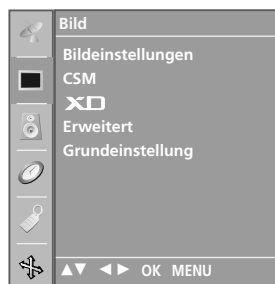 Bild
Bildeinstellungen
CSM
XD
Erweitert
Grundeinstellung
▲▼ ◄► OK MENU